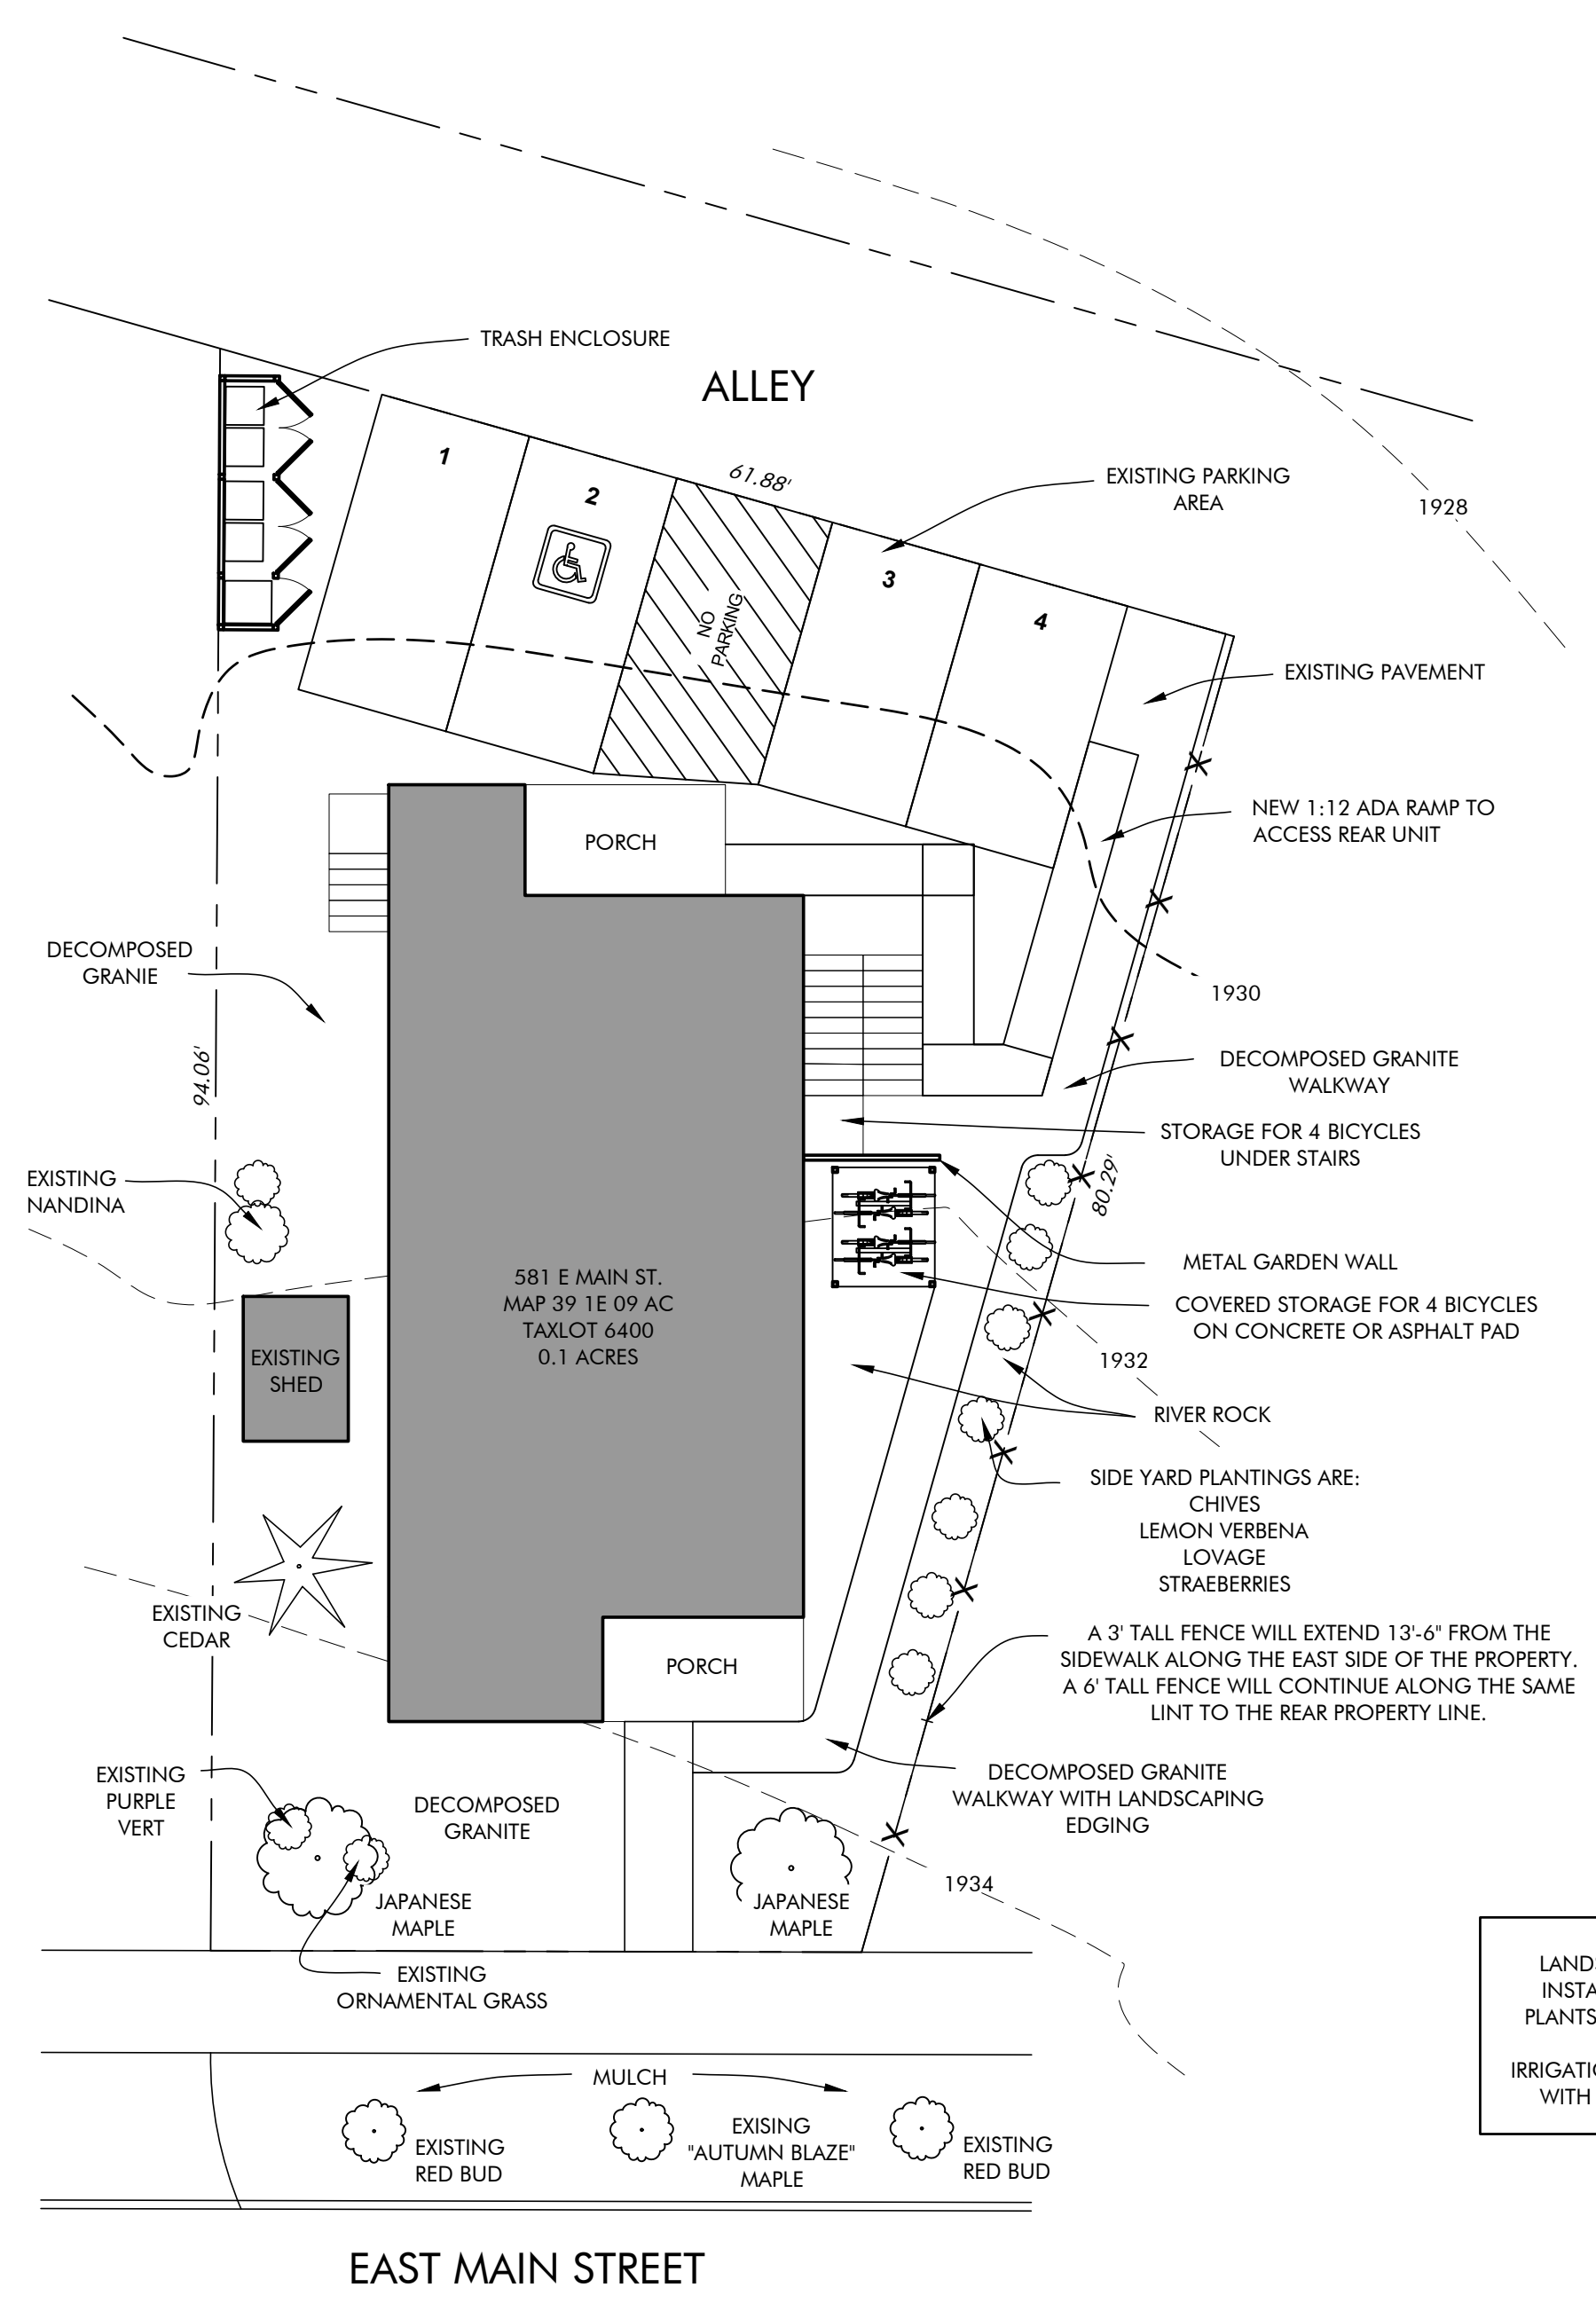 TRASH ENCLOSURE
ALLEY
1
2
61.88'
EXISTING PARKING
AREA
1928
3
NO
PARKING
4
EXISTING PAVEMENT
NEW 1:12 ADA RAMP TO
ACCESS REAR UNIT
PORCH
DECOMPOSED
GRANIE
1930
94.06'
DECOMPOSED GRANITE
WALKWAY
STORAGE FOR 4 BICYCLES
UNDER STAIRS
EXISTING
NANDINA
80.29'
METAL GARDEN WALL
581 E MAIN ST.
MAP 39 1E 09 AC
TAXLOT 6400
0.1 ACRES
COVERED STORAGE FOR 4 BICYCLES
ON CONCRETE OR ASPHALT PAD
EXISTING
SHED
1932
RIVER ROCK
SIDE YARD PLANTINGS ARE:
CHIVES
LEMON VERBENA
LOVAGE
STRAEBERRIES
EXISTING
CEDAR
A 3' TALL FENCE WILL EXTEND 13'-6" FROM THE
SIDEWALK ALONG THE EAST SIDE OF THE PROPERTY.
A 6' TALL FENCE WILL CONTINUE ALONG THE SAME
LINT TO THE REAR PROPERTY LINE.
PORCH
EXISTING
PURPLE
VERT
DECOMPOSED
GRANITE
DECOMPOSED GRANITE
WALKWAY WITH LANDSCAPING
EDGING
1934
JAPANESE
MAPLE
JAPANESE
MAPLE
EXISTING
ORNAMENTAL GRASS
LANDS
INSTA
PLANTS
IRRIGATIO
WITH
MULCH
EXISTING
RED BUD
EXISING
"AUTUMN BLAZE"
MAPLE
EXISTING
RED BUD
EAST MAIN STREET